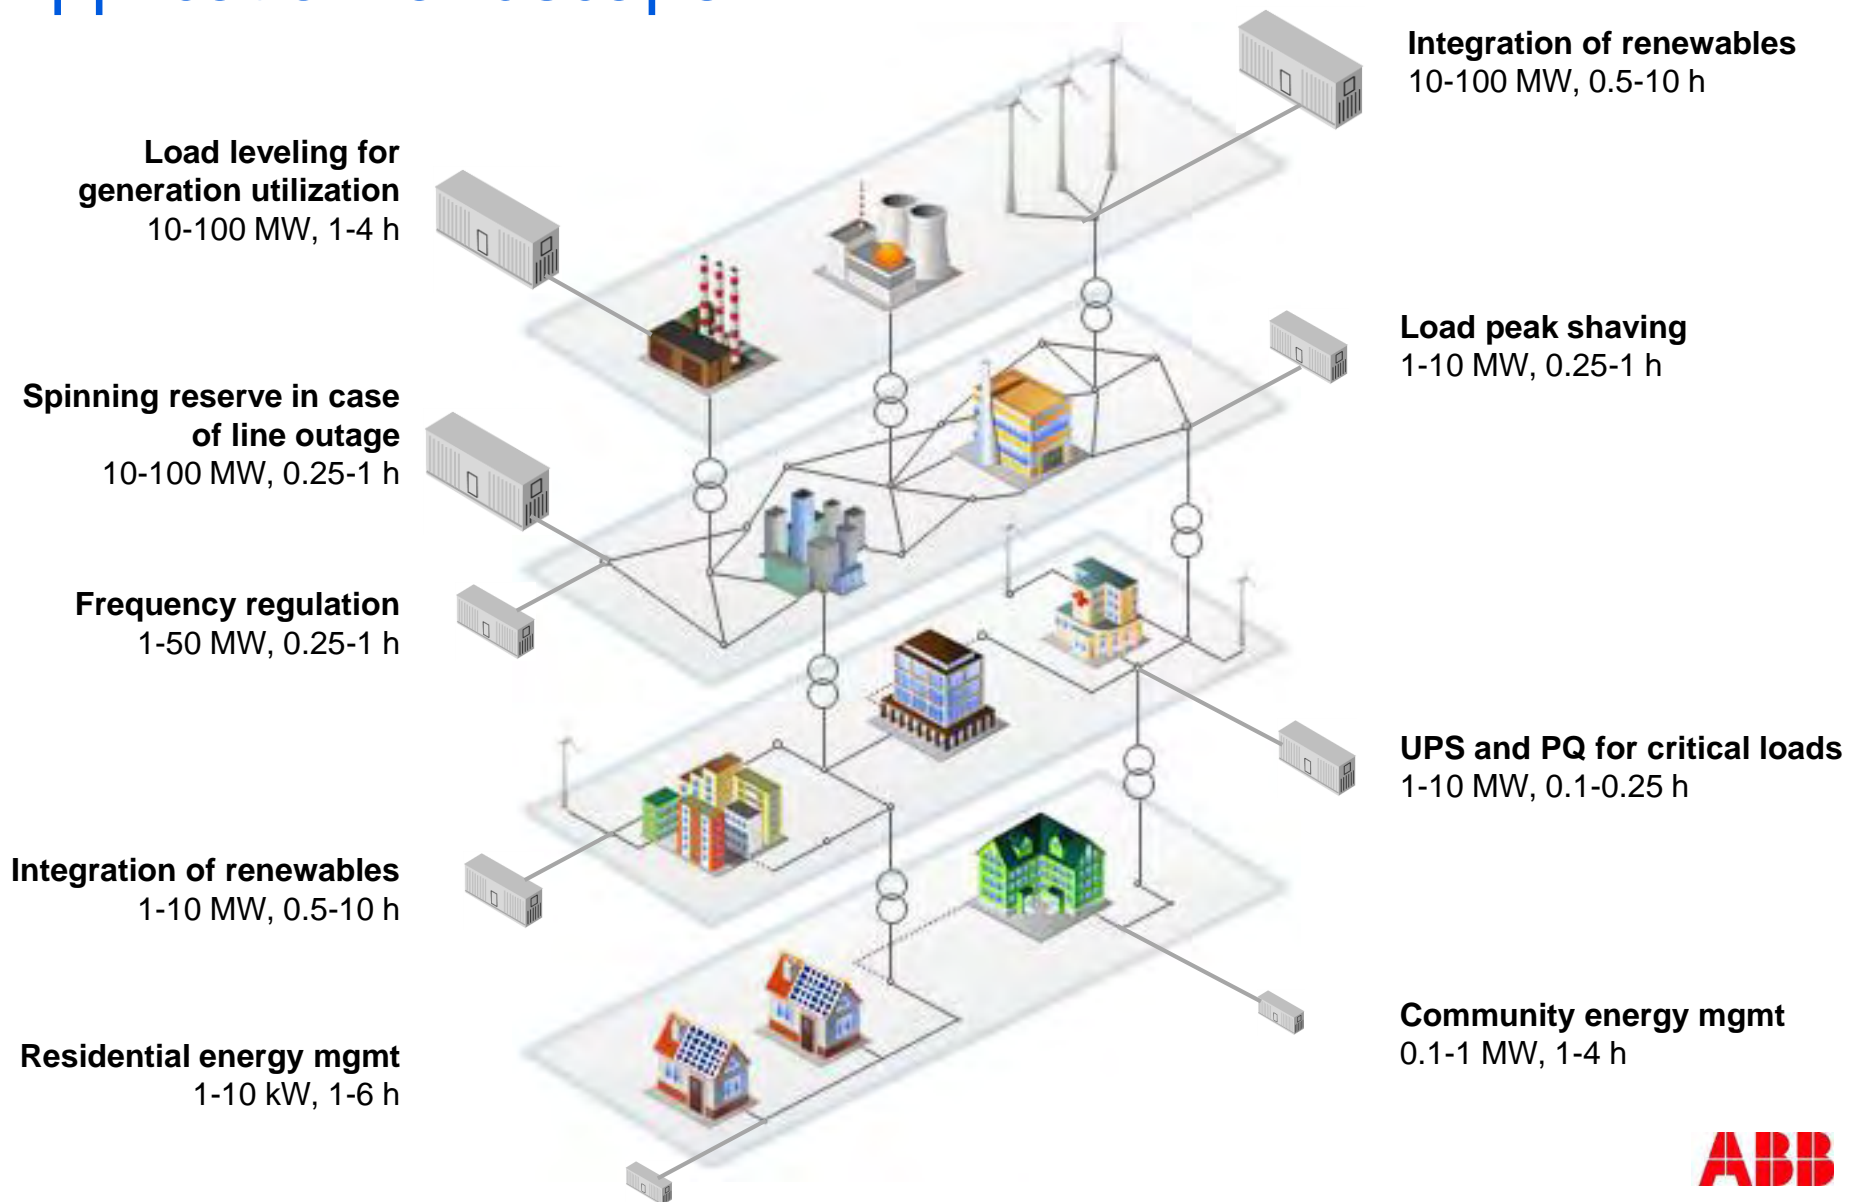 Integration of renewables
10-100 MW, 0.5-10 h
Load leveling for
generation utilization
10-100 MW, 1-4 h
Load peak shaving
1-10 MW, 0.25-1 h
Spinning reserve in case
of line outage
10-100 MW, 0.25-1 h
Frequency regulation
1-50 MW, 0.25-1 h
UPS and PQ for critical loads
1-10 MW, 0.1-0.25 h
Integration of renewables
1-10 MW, 0.5-10 h
Community energy mgmt
0.1-1 MW, 1-4 h
Residential energy mgmt
1-10 kW, 1-6 h
ABB